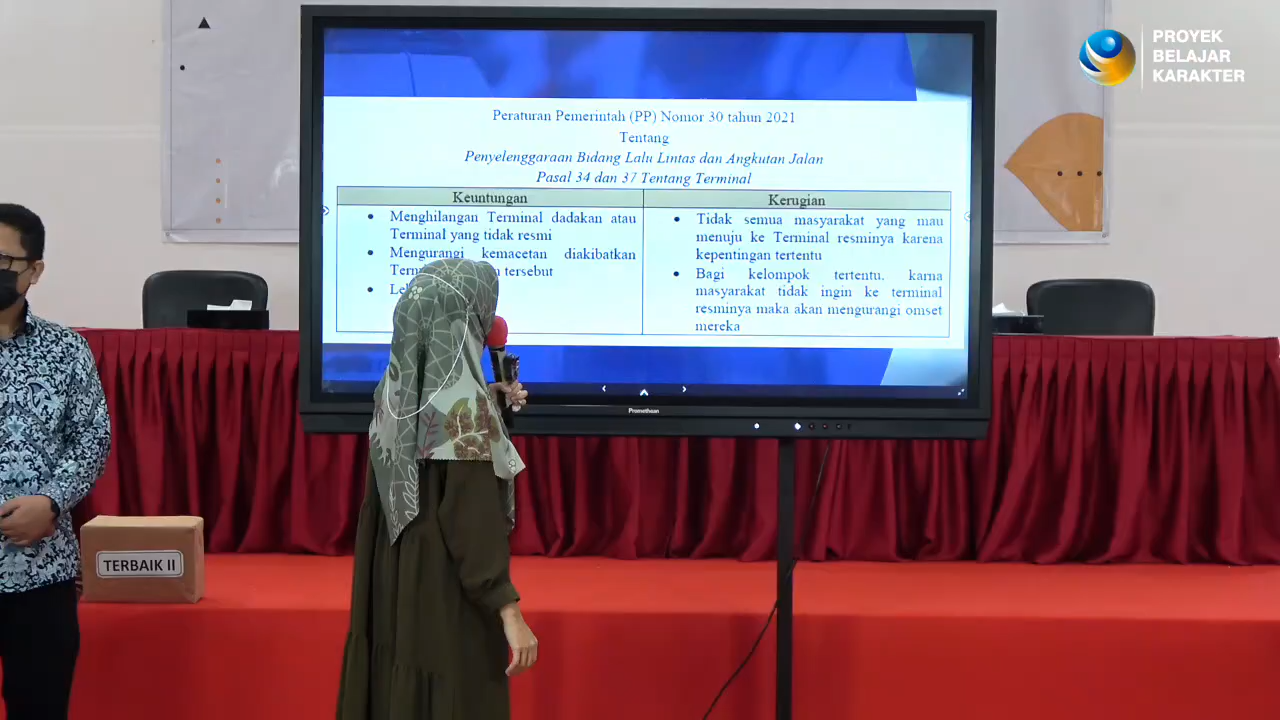 PROYEK
BELAJAR
KARAKTER
Peraturan Pemerintah (PP) Nomor 30 tahun 2021
Tentang
Penyelenggaraan Bidang Lalu Lintas dan Angkutan Jalan
Pasal 34 dan 37 Tentang Terminal
Keuntungan
Menghilangan Terminal dadakan atau
Terminal yang tidak resmi
Mengurangi kemacetan diakibatkan
tersebut
Kerugian
Tidak semua masyarakat yang mau
menuju ke Terminal resminya karena
kepentingan tertentu
Bagi kelompok tertentu, karna
masyarakat tidak ingin ke terminal
resminya maka akan mengurangi omset
mereka
Promethean
TERBAIK II